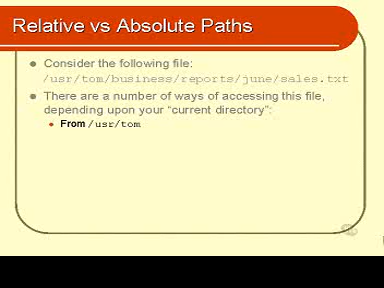 Relative vs Absolute Paths
Consider the following file:
/usr/tom/business/reports/june/sales.txt
There are a number of ways of accessing this file,
depending upon your “current directory”:
From /usr/tom